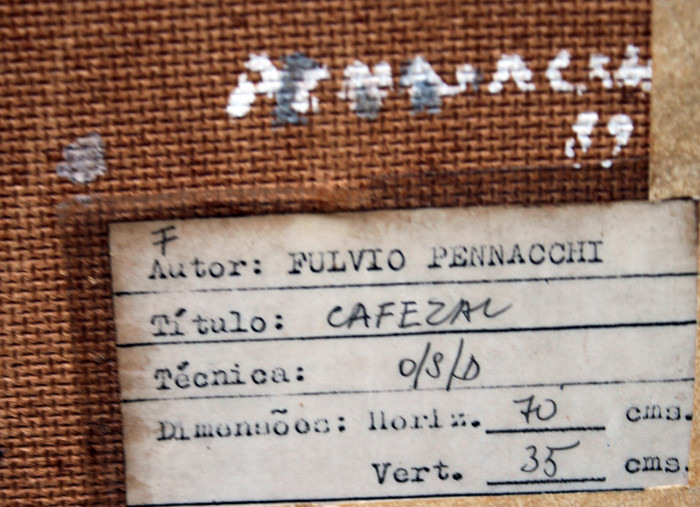 PENNACCHI
F
Autor: FULVIO PENNACCHI
Título: CAFEZAL
Técnica: O/S/D
Dimensões: Horiz. 70 cms.
Vert. 35 cms.